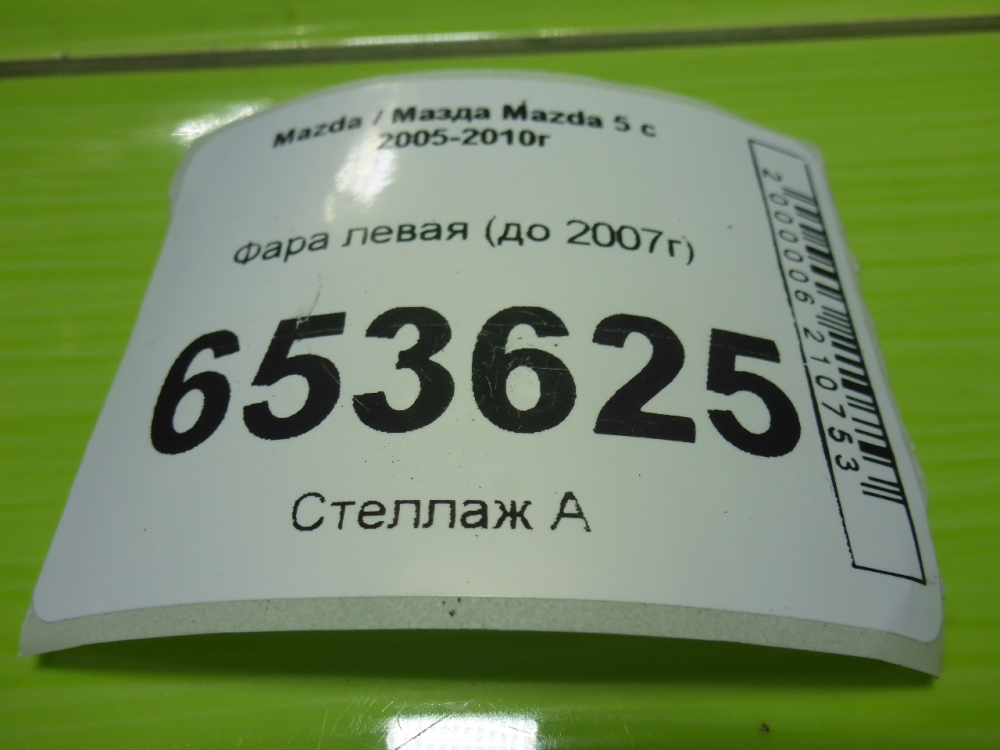 Mazda / Мазда Mazda 5 с
2005-2010г
Фара левая (до 2007г)
653625
Стеллаж А
2000006210753